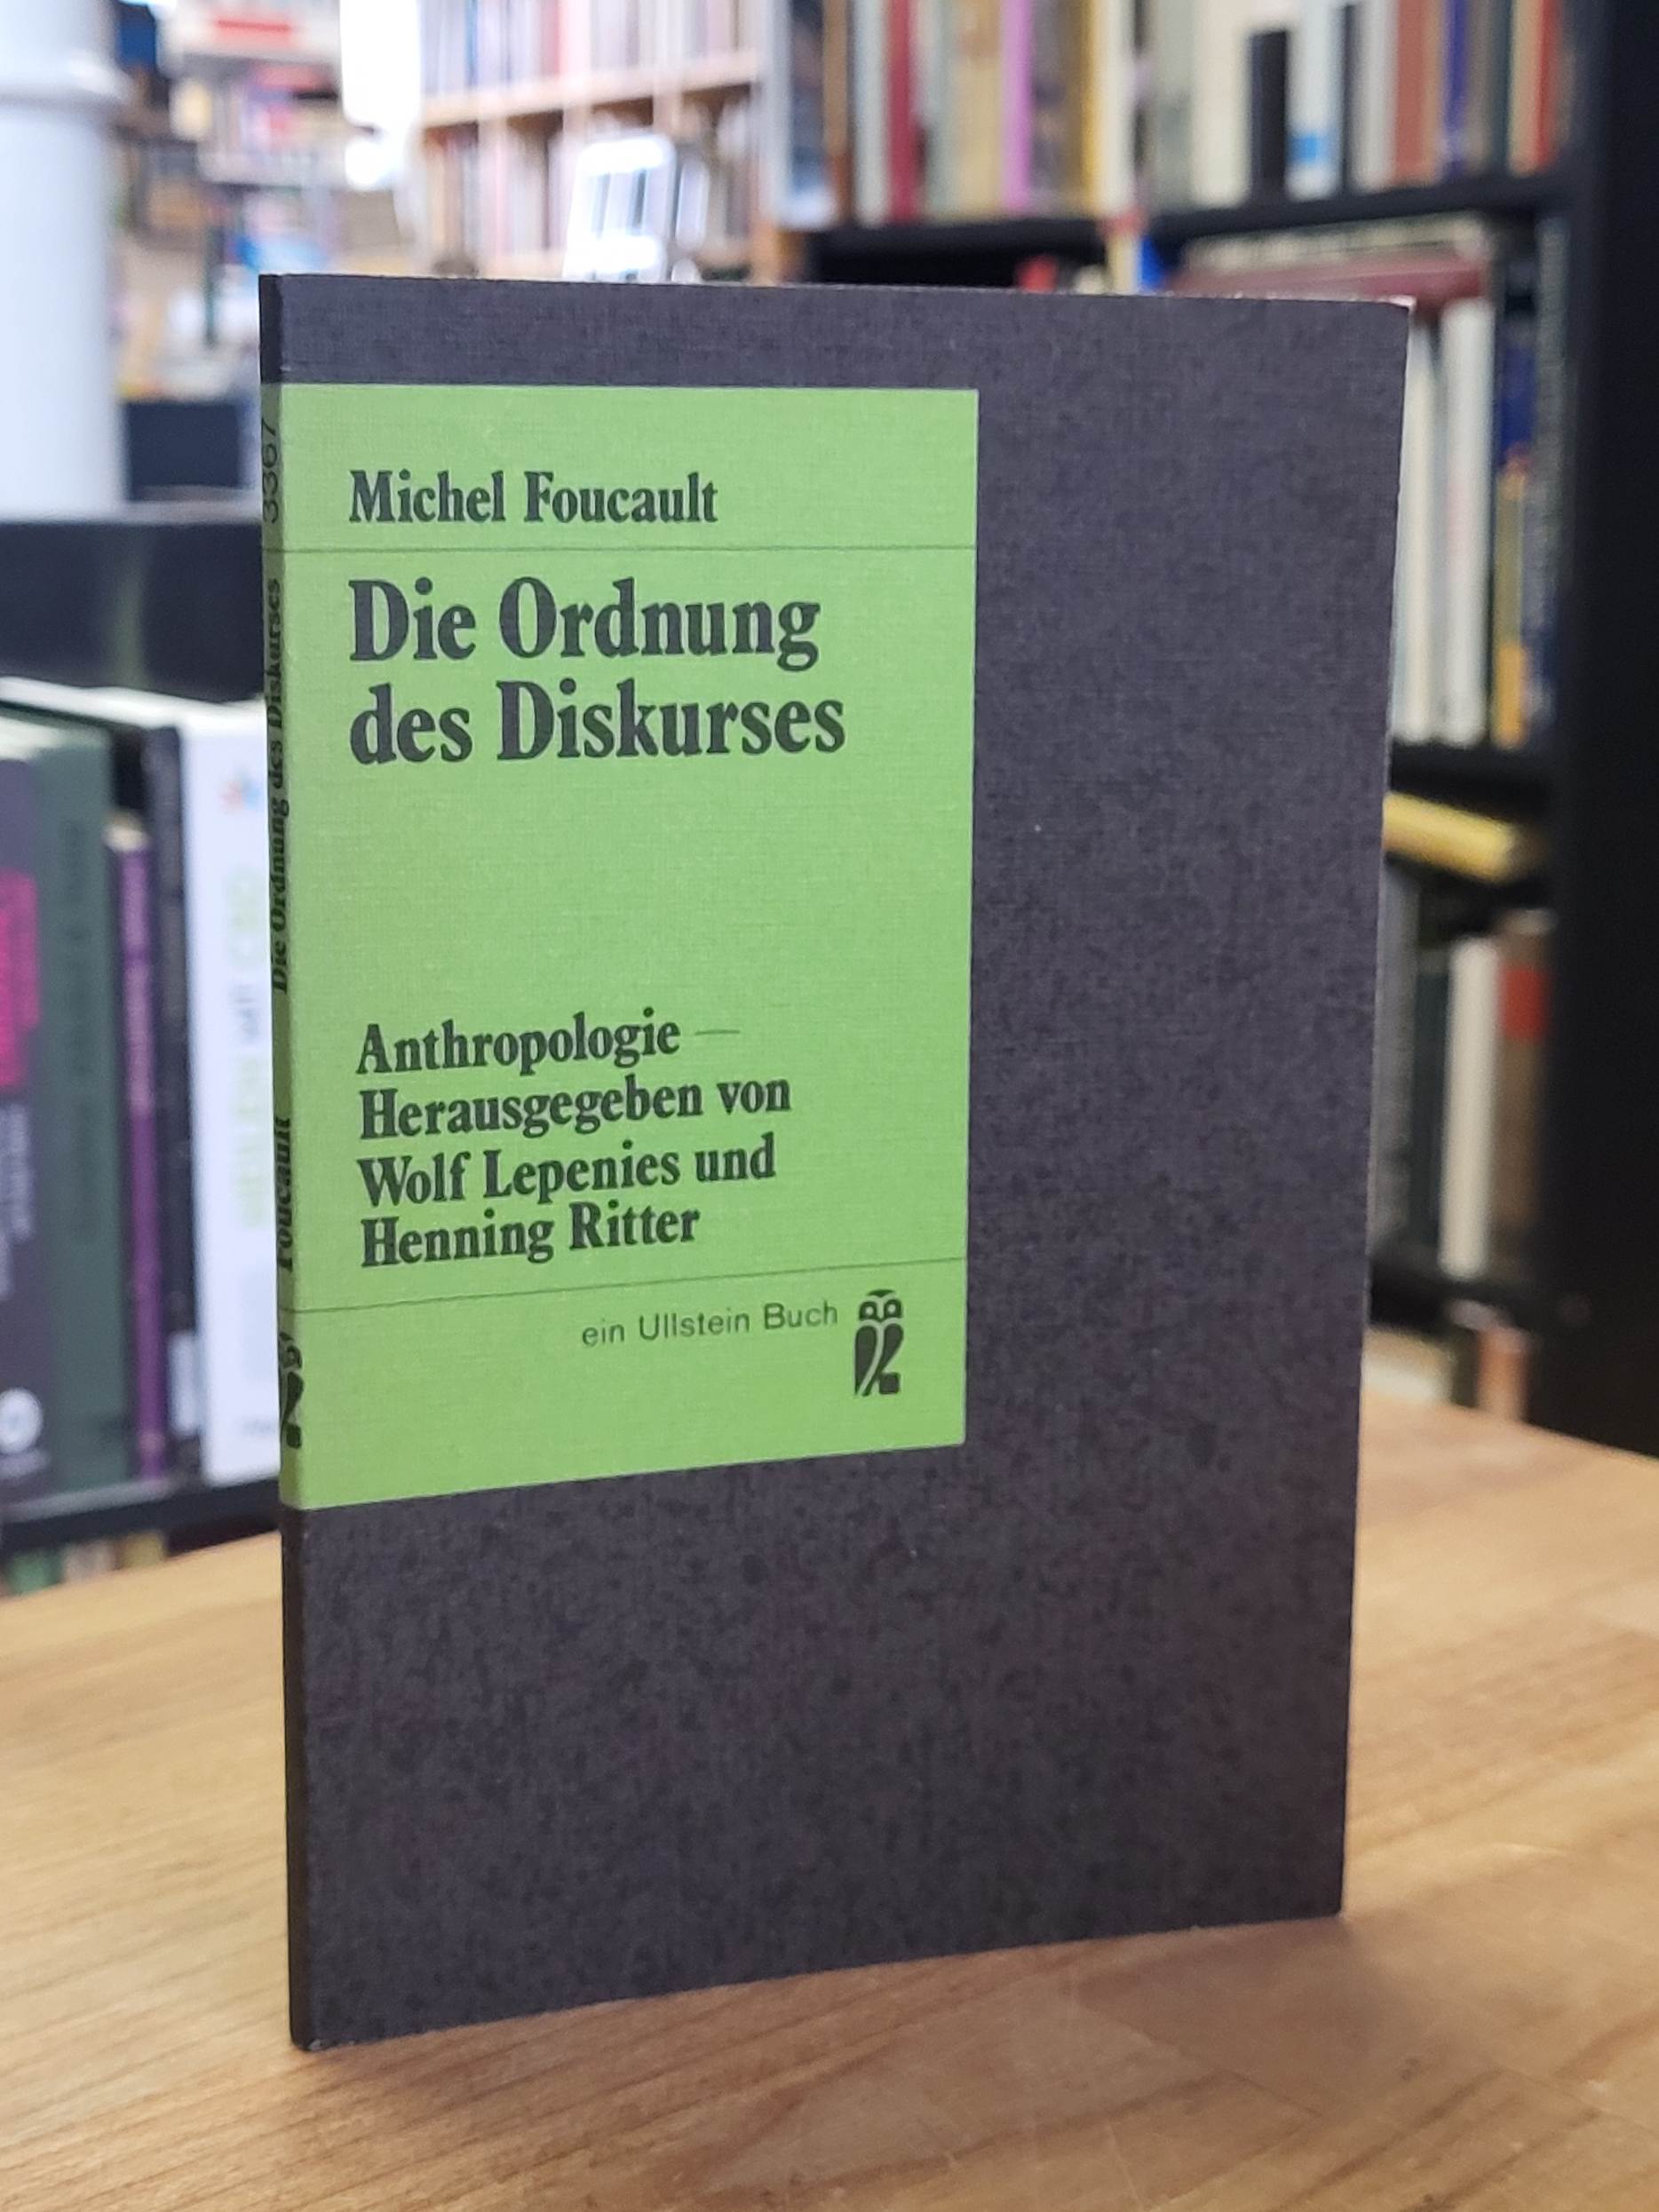 Michel Foucault
Die Ordnung
des Diskurses
Anthropologie —
Herausgegeben von
Wolf Lepenies und
Henning Ritter
ein Ullstein Buch
Foucault Die Ordnung des Diskurses 3367